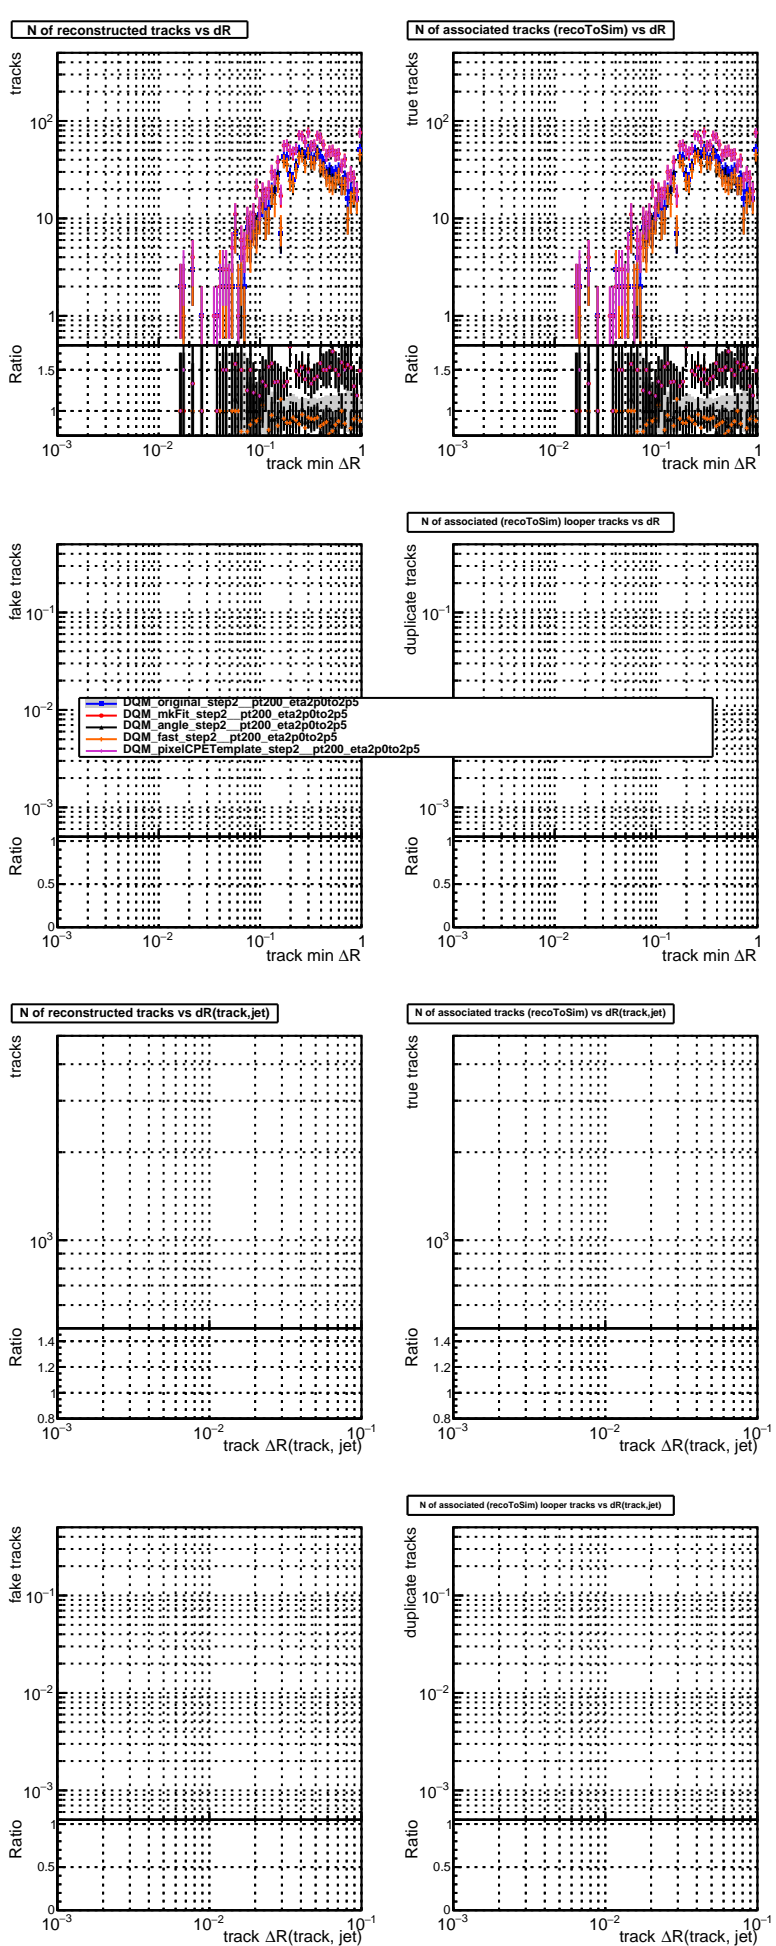 N of reconstructed tracks vs dR
N of associated tracks (recoToSim) vs dR
tracks
10²
10
1
Ratio
1.5
1
10⁻³
10⁻²
10⁻¹
1
track min ΔR
true tracks
10²
10
1
Ratio
1.5
1
10⁻³
10⁻²
10⁻¹
1
track min ΔR
N of associated (recoToSim) looper tracks vs dR
fake tracks
10⁻¹
10⁻²
10⁻³
Ratio
1
0.5
0
10⁻³
10⁻²
10⁻¹
1
track min ΔR
duplicate tracks
10⁻¹
10⁻³
Ratio
1
0.5
0
10⁻³
10⁻²
10⁻¹
1
track min ΔR
DQM_original_step2__pt200_eta2p0to2p5
DQM_mkFit_step2__pt200_eta2p0to2p5
DQM_angle_step2__pt200_eta2p0to2p5
DQM_fast_step2__pt200_eta2p0to2p5
DQM_pixelCPETemplate_step2__pt200_eta2p0to2p5
N of reconstructed tracks vs dR(track,jet)
N of associated tracks (recoToSim) vs dR(track,jet)
tracks
10³
Ratio
1.4
1.2
1
0.8
10⁻³
10⁻²
10⁻¹
track ΔR(track, jet)
true tracks
10³
Ratio
1.4
1.2
1
0.8
10⁻³
10⁻²
10⁻¹
track ΔR(track, jet)
N of associated (recoToSim) looper tracks vs dR(track,jet)
fake tracks
10⁻¹
10⁻²
10⁻³
Ratio
1
0.5
0
10⁻³
10⁻²
10⁻¹
track ΔR(track, jet)
duplicate tracks
10⁻¹
10⁻²
10⁻³
Ratio
1
0.5
0
10⁻³
10⁻²
10⁻¹
track ΔR(track, jet)